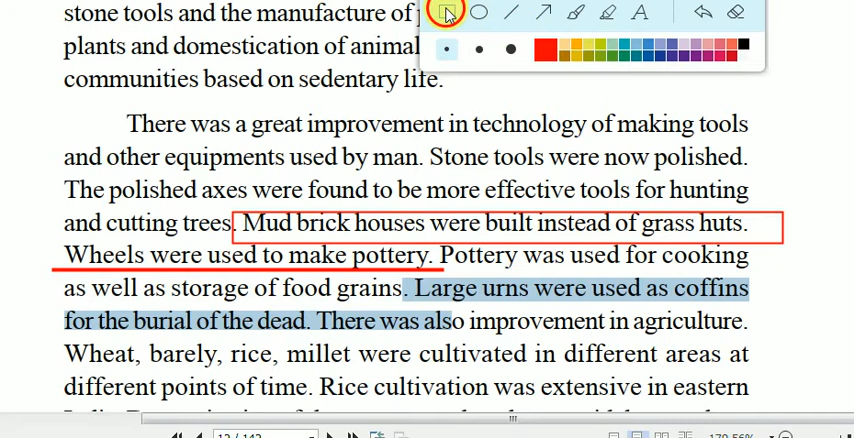 stone tools and the manufacture of
plants and domestication of animal
communities based on sedentary life.
There was a great improvement in technology of making tools
and other equipments used by man. Stone tools were now polished.
The polished axes were found to be more effective tools for hunting
and cutting trees. Mud brick houses were built instead of grass huts.
Wheels were used to make pottery. Pottery was used for cooking
as well as storage of food grains. Large urns were used as coffins
for the burial of the dead. There was also improvement in agriculture.
Wheat, barely, rice, millet were cultivated in different areas at
different points of time. Rice cultivation was extensive in eastern
A
12 / 142
179.56%